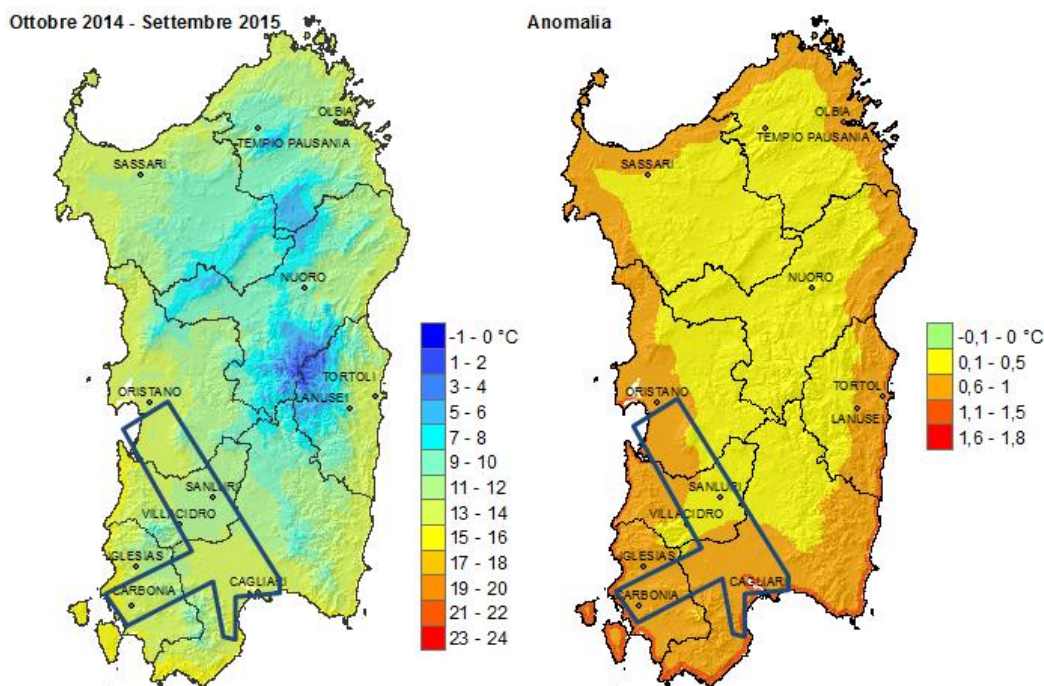 Ottobre 2014 - Settembre 2015
OLBIA
TEMPIO PAUSANIA
SASSARI
NUORO
TORTOLI
ORISTANO
LANUSEI
SANLURI
VILLACIDRO
IGLESIAS
CAGLIARI
CARBONIA
-1 - 0 °C
1 - 2
3 - 4
5 - 6
7 - 8
9 - 10
11 - 12
13 - 14
15 - 16
17 - 18
19 - 20
21 - 22
23 - 24
Anomalia
OLBIA
TEMPIO PAUSANIA
SASSARI
NUORO
TORTOLI
ORISTANO
LANUSEI
SANLURI
VILLACIDRO
IGLESIAS
CAGLIARI
CARBONIA
-0,1 - 0 °C
0,1 - 0,5
0,6 - 1
1,1 - 1,5
1,6 - 1,8